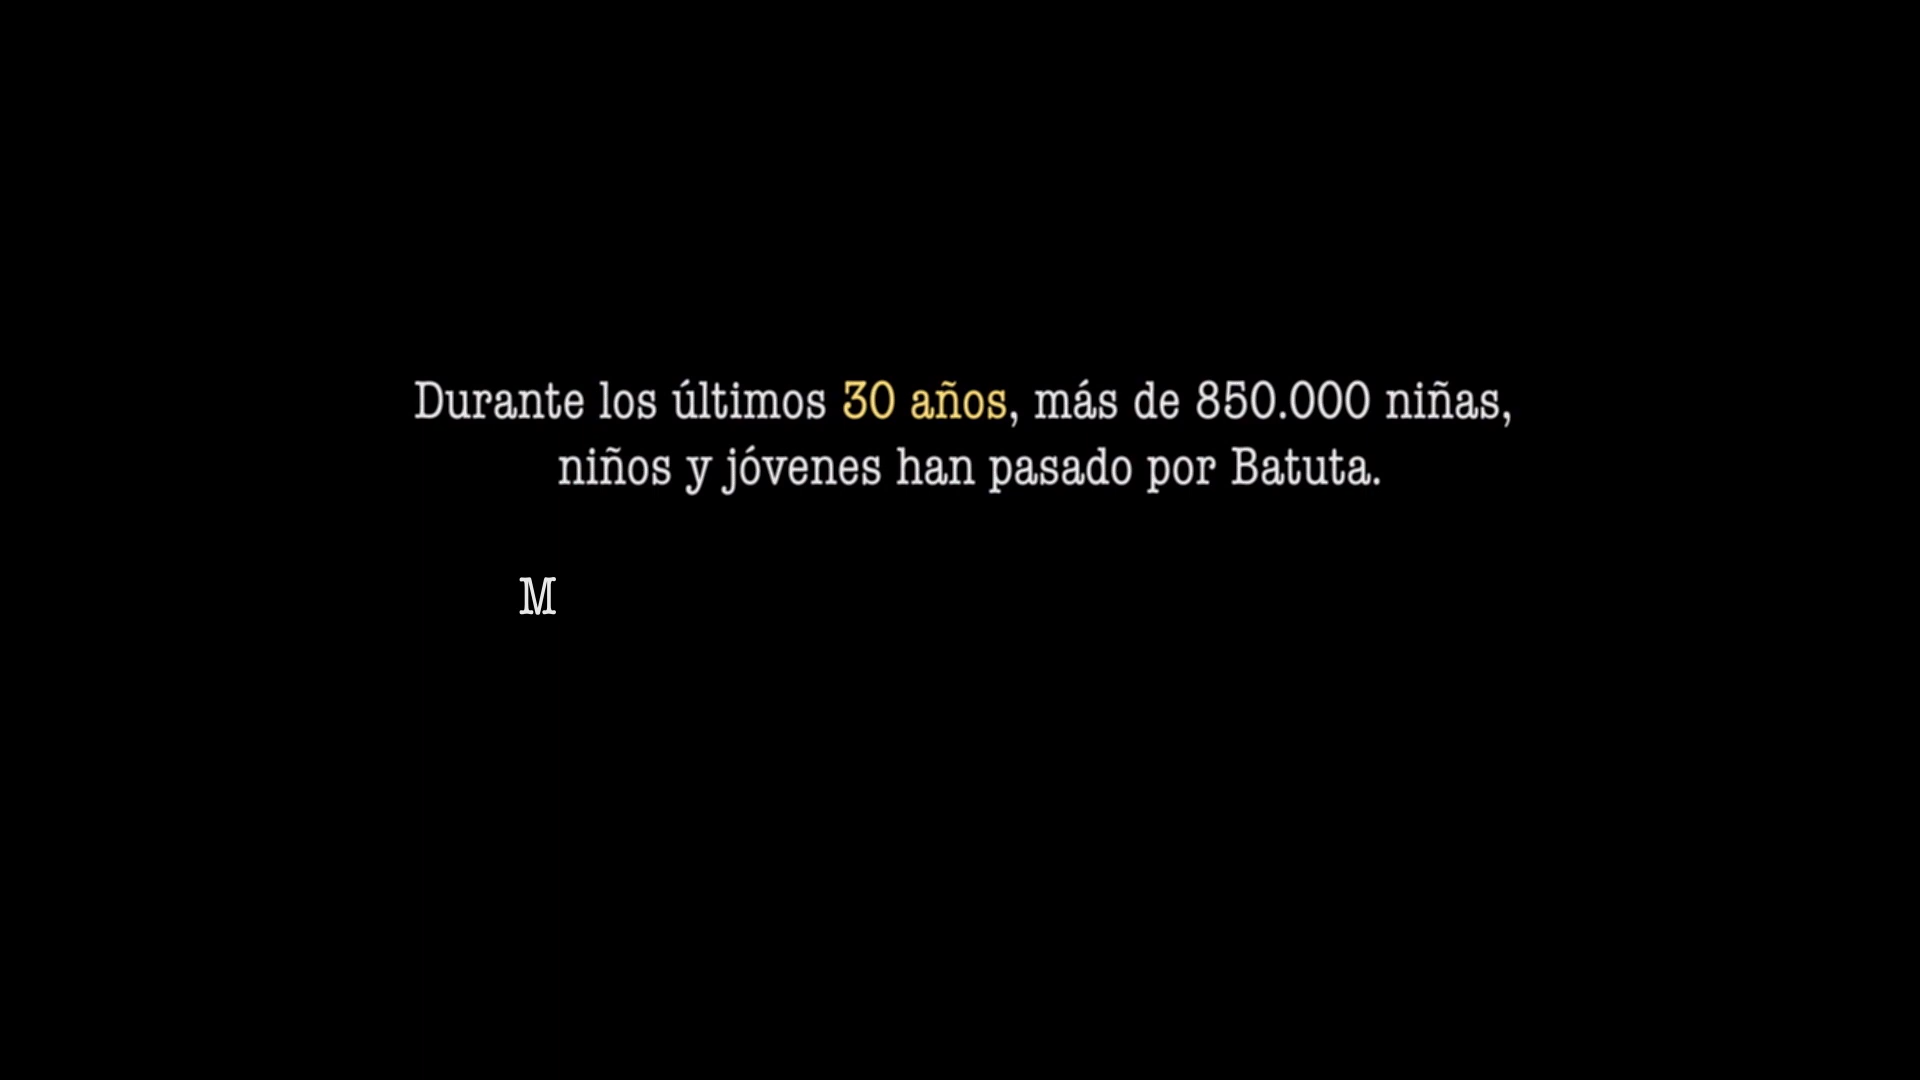 Durante los últimos 30 años, más de 850.000 niñas,
niños y jóvenes han pasado por Batuta.
M